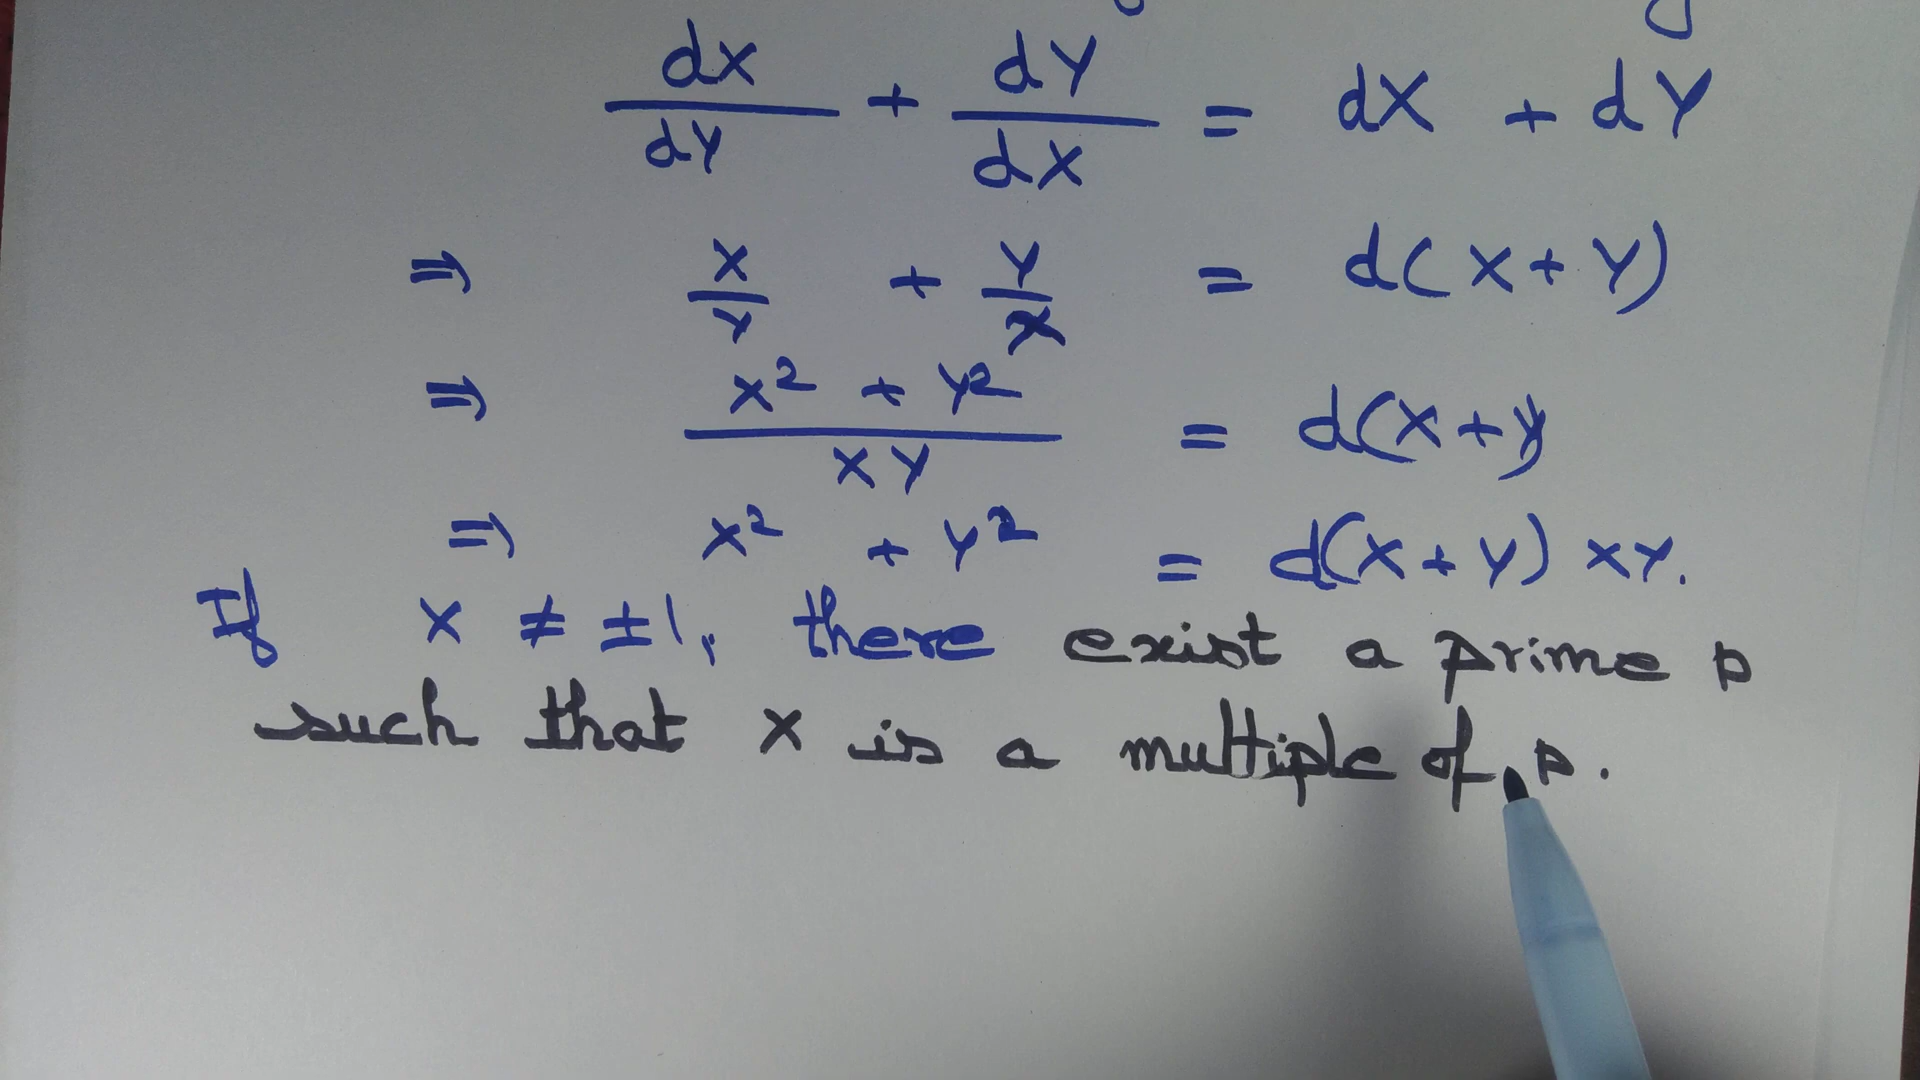 dX/dY + dY/dX = dX + dY
⇒ X/Y + Y/X = d(X+Y)
⇒ (X² + Y²)/XY = d(X+Y)
⇒ X² + Y² = d(X+Y) XY.
If X ≠ ±1, there exist a prime p
such that X is a multiple of p.